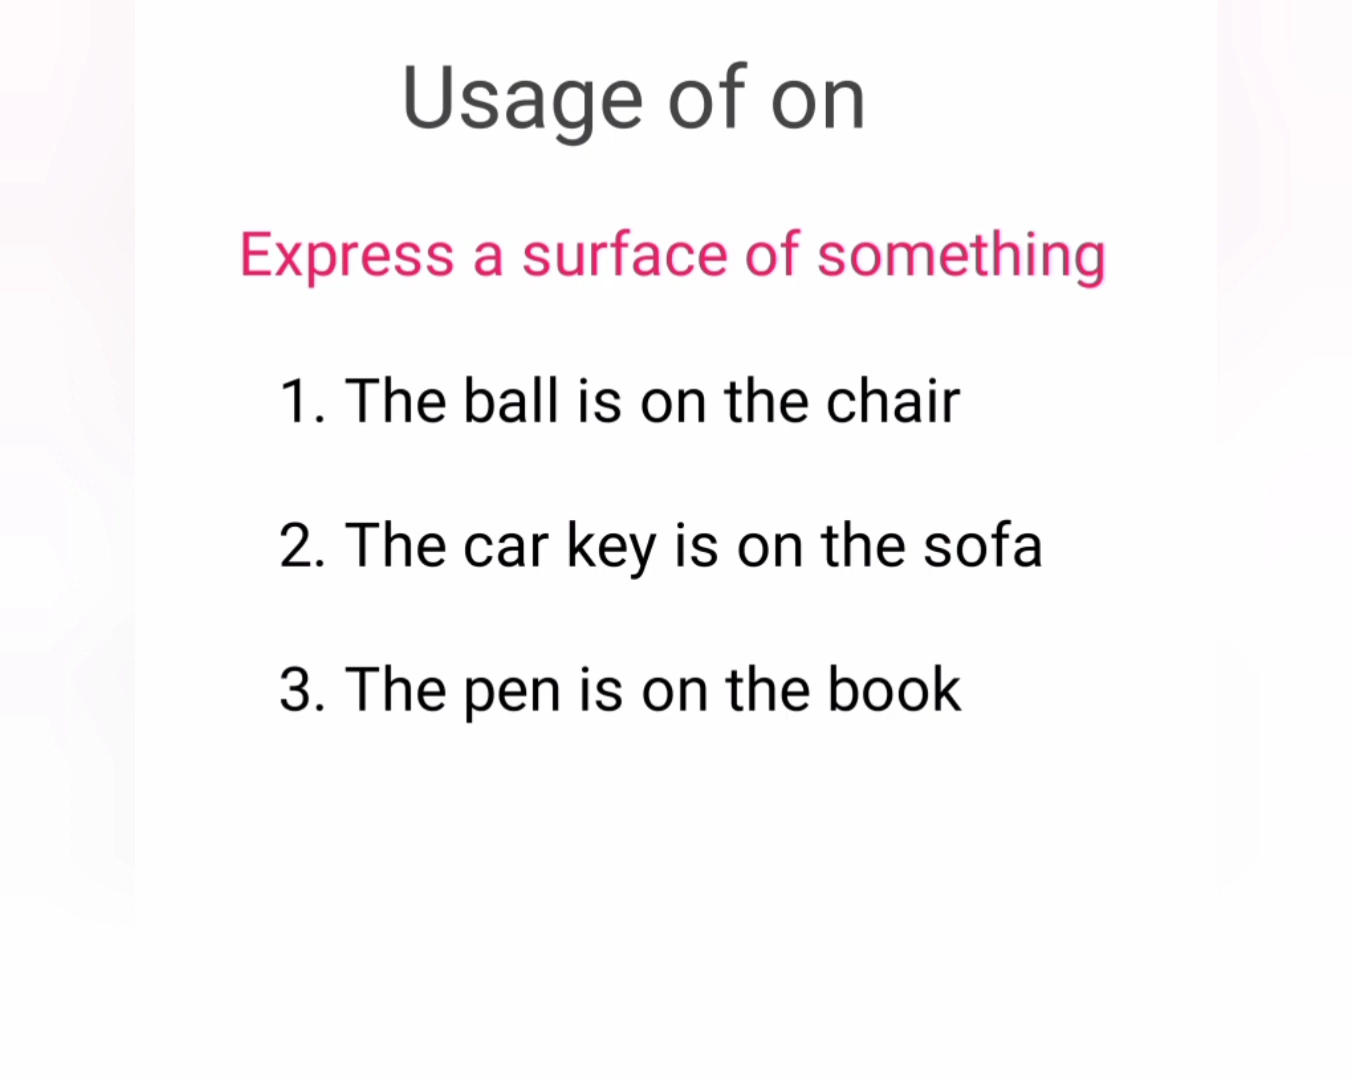 Usage of on
Express a surface of something
1. The ball is on the chair
2. The car key is on the sofa
3. The pen is on the book